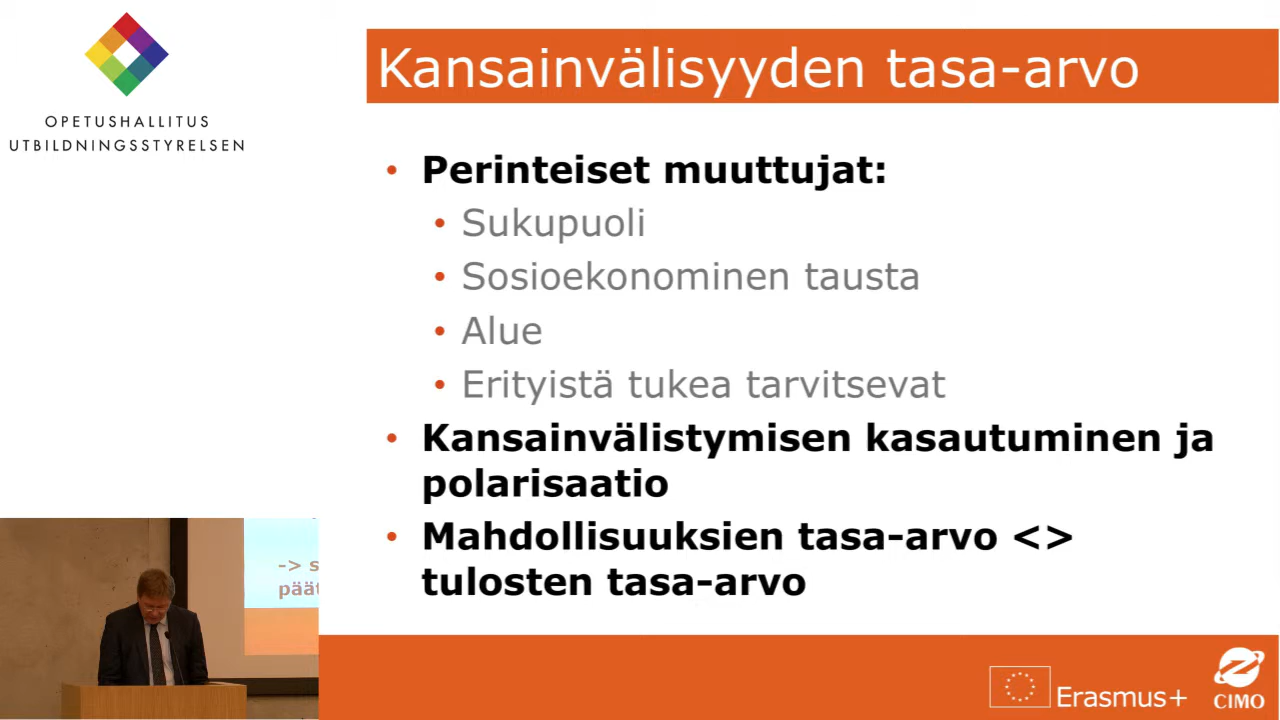 OPETUSHALLITUS
UTBILDNINGSSTYRELSEN
Kansainvälisyyden tasa-arvo
• Perinteiset muuttujat:
• Sukupuoli
• Sosioekonominen tausta
• Alue
• Erityistä tukea tarvitsevat
• Kansainvälistymisen kasautuminen ja
polarisaatio
• Mahdollisuuksien tasa-arvo <>
tulosten tasa-arvo
-> s
päät
Erasmus+
CIMO